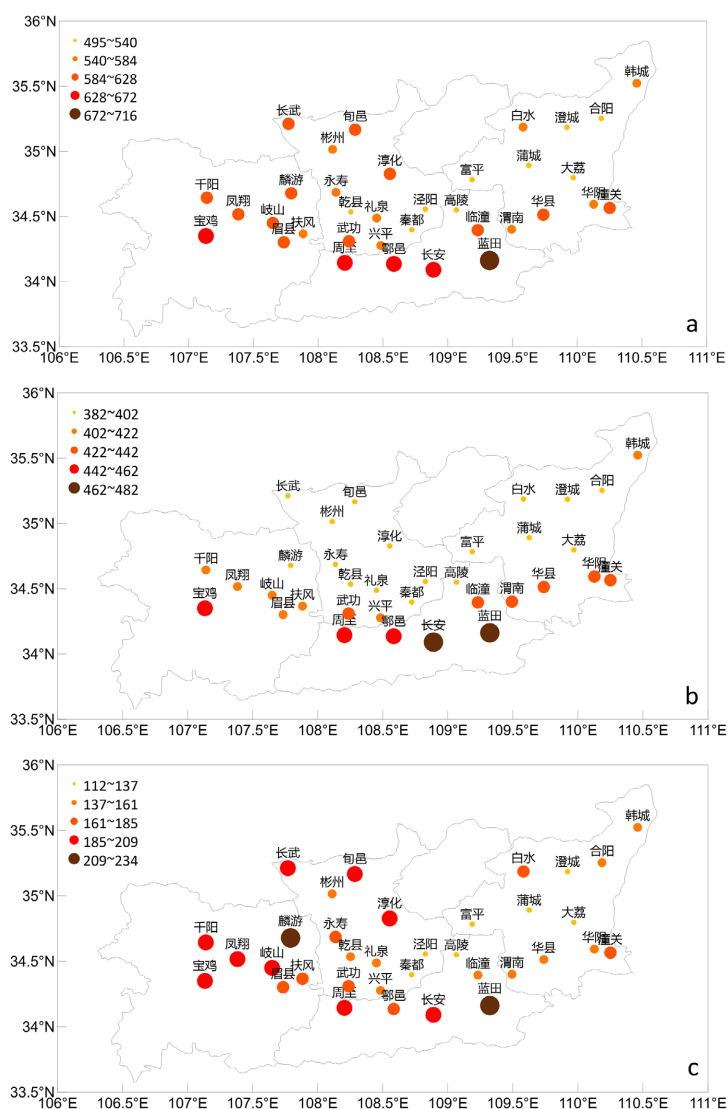 36°N
495~540
540~584
584~628
628~672
672~716
韩城
35.5°N
长武
旬邑
白水
澄城
合阳
彬州
35°N
淳化
富平
蒲城
大荔
千阳
麟游
永寿
凤翔
乾县
礼泉
泾阳
高陵
华县
华阴
潼关
34.5°N
宝鸡
岐山
扶风
眉县
武功
兴平
秦都
临潼
渭南
周至
鄠邑
长安
蓝田
34°N
a
33.5°N
106°E
106.5°E
107°E
107.5°E
108°E
108.5°E
109°E
109.5°E
110°E
110.5°E
111°E
36°N
382~402
402~422
422~442
442~462
462~482
韩城
35.5°N
长武
旬邑
白水
澄城
合阳
彬州
35°N
淳化
富平
蒲城
大荔
千阳
麟游
永寿
凤翔
乾县
礼泉
泾阳
高陵
华县
华阴
潼关
34.5°N
宝鸡
岐山
扶风
眉县
武功
兴平
秦都
临潼
渭南
周至
鄠邑
长安
蓝田
34°N
b
33.5°N
106°E
106.5°E
107°E
107.5°E
108°E
108.5°E
109°E
109.5°E
110°E
110.5°E
111°E
36°N
112~137
137~161
161~185
185~209
209~234
韩城
35.5°N
长武
旬邑
白水
澄城
合阳
彬州
35°N
淳化
富平
蒲城
大荔
千阳
麟游
永寿
凤翔
乾县
礼泉
泾阳
高陵
华县
华阴
潼关
34.5°N
宝鸡
岐山
扶风
眉县
武功
兴平
秦都
临潼
渭南
周至
鄠邑
长安
蓝田
34°N
c
33.5°N
106°E
106.5°E
107°E
107.5°E
108°E
108.5°E
109°E
109.5°E
110°E
110.5°E
111°E